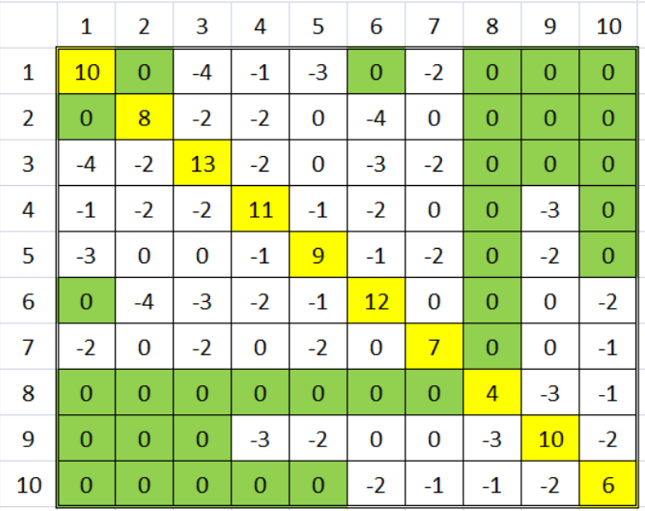 1 2 3 4 5 6 7 8 9 10
1 10 0 -4 -1 -3 0 -2 0 0 0
2 0 8 -2 -2 0 -4 0 0 0 0
3 -4 -2 13 -2 0 -3 -2 0 0 0
4 -1 -2 -2 11 -1 -2 0 0 -3 0
5 -3 0 0 -1 9 -1 -2 0 -2 0
6 0 -4 -3 -2 -1 12 0 0 0 -2
7 -2 0 -2 0 -2 0 7 0 0 -1
8 0 0 0 0 0 0 0 4 -3 -1
9 0 0 0 -3 -2 0 0 -3 10 -2
10 0 0 0 0 0 -2 -1 -1 -2 6